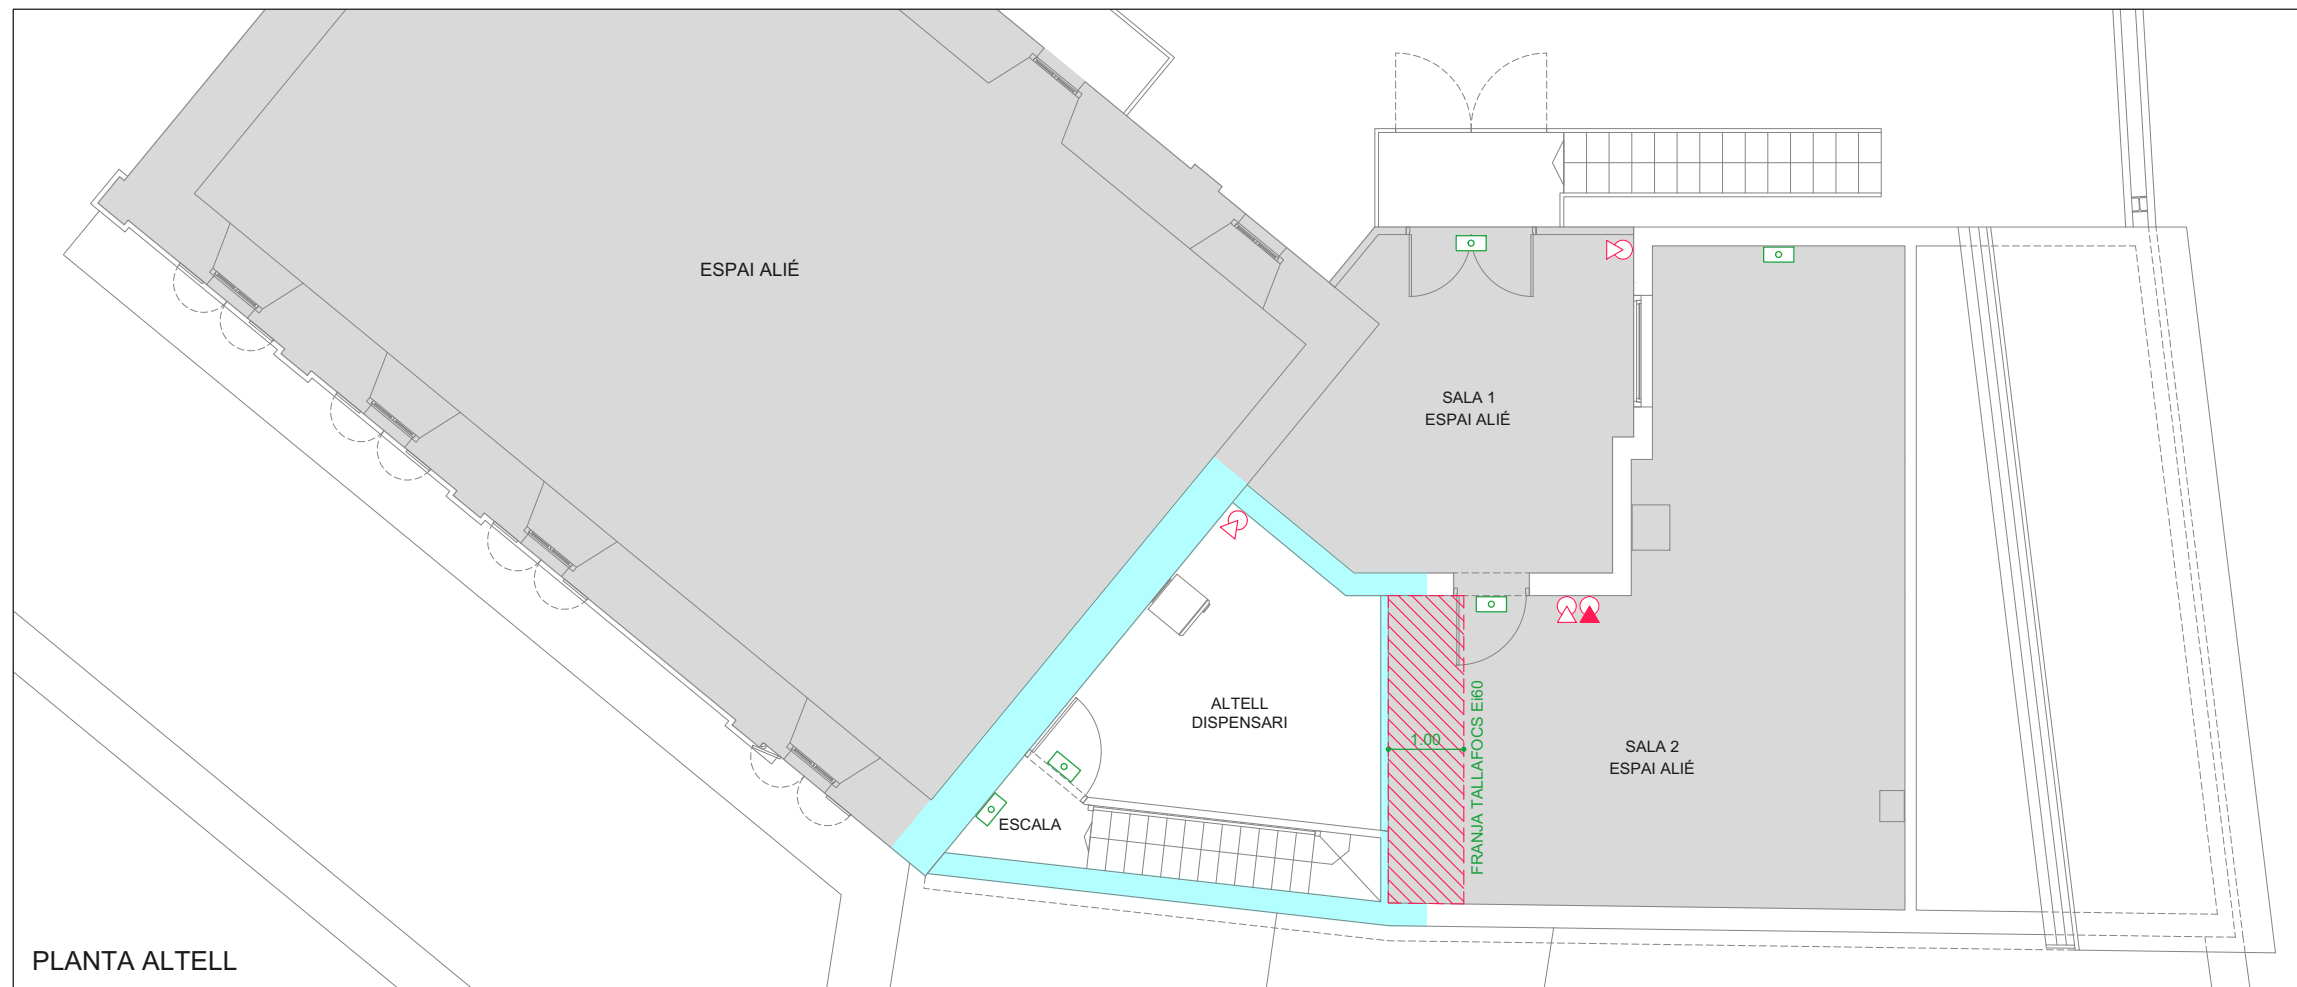 ESPAI ALIÉ
SALA 1
ESPAI ALIÉ
ALTELL
DISPENSARI
1.00
FRANJA TALLAFOCS Ei60
SALA 2
ESPAI ALIÉ
ESCALA
PLANTA ALTELL